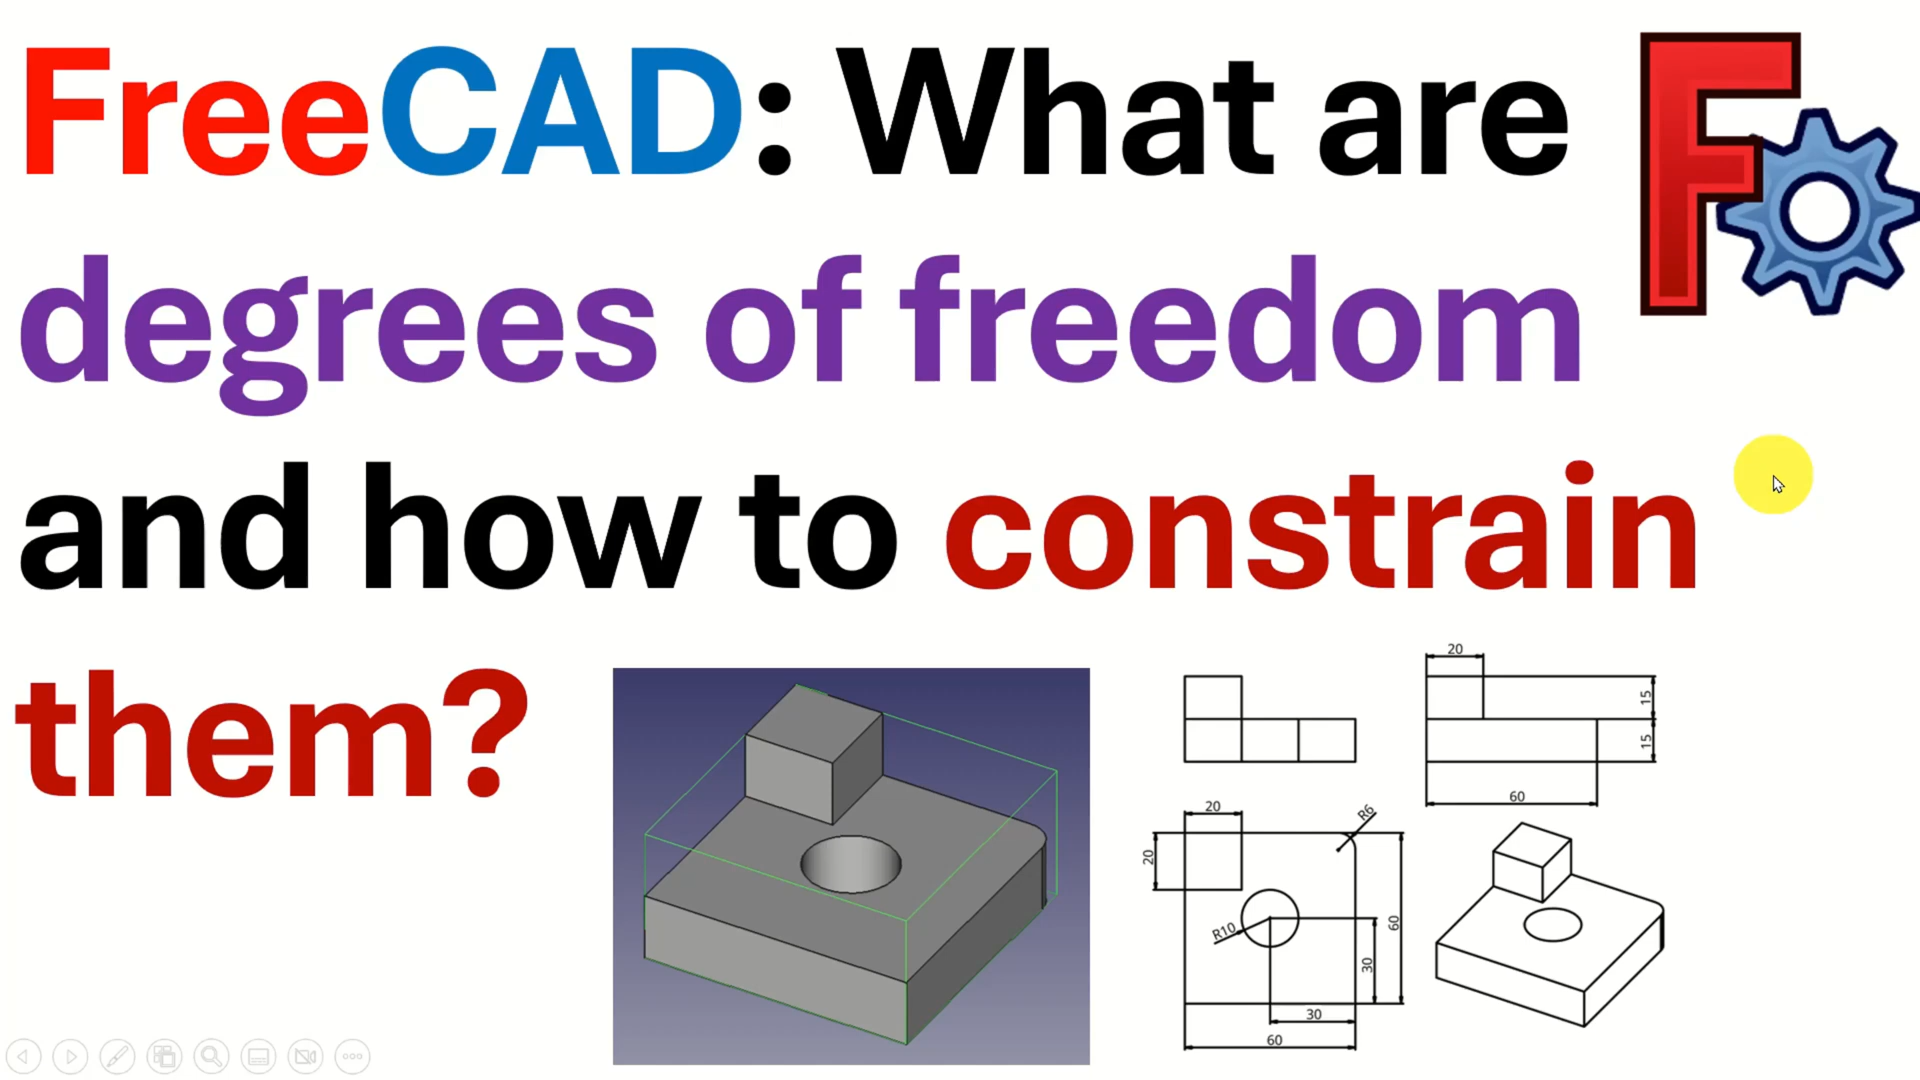 FreeCAD: What are
degrees of freedom
and how to constrain
them?
20
15
15
60
20
R6
20
R10
60
30
30
60